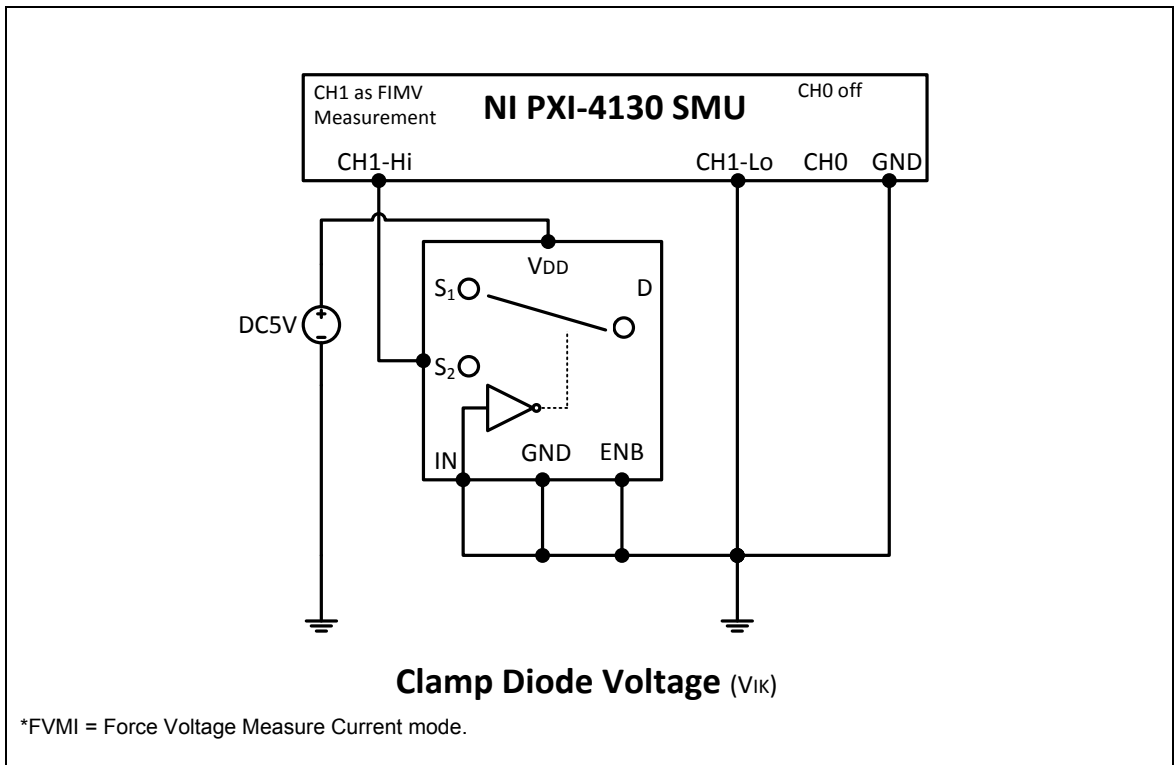 CH1 as FIMV
Measurement
NI PXI-4130 SMU
CH0 off
CH1-Hi
CH1-Lo
CH0
GND
VDD
S1
D
DC5V
S2
IN
GND
ENB
Clamp Diode Voltage (VIK)
*FVMI = Force Voltage Measure Current mode.